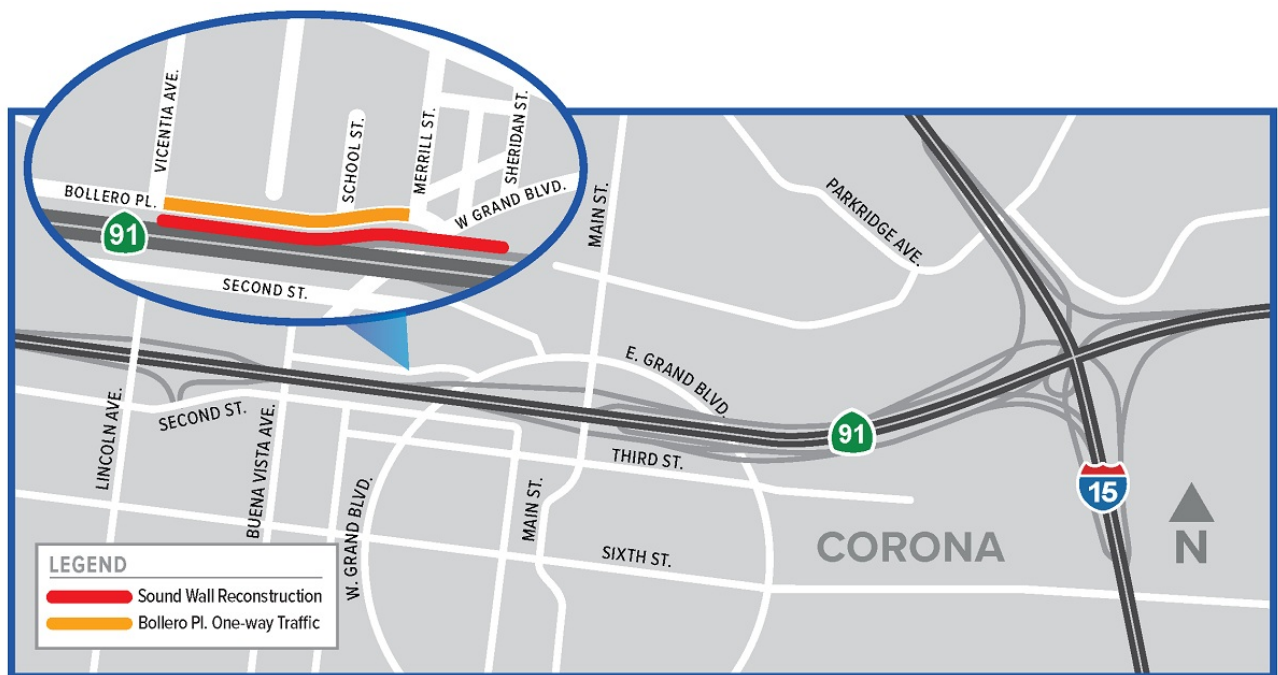 VICENTIA AVE.
SCHOOL ST.
MERRILL ST.
SHERIDAN ST.
BOLLERO PL.
W GRAND BLVD.
91
SECOND ST.
MAIN ST.
PARKRIDGE AVE.
E. GRAND BLVD.
LINCOLN AVE.
SECOND ST.
BUENA VISTA AVE.
W. GRAND BLVD.
MAIN ST.
THIRD ST.
91
15
SIXTH ST.
CORONA
N
LEGEND
Sound Wall Reconstruction
Bollero Pl. One-way Traffic